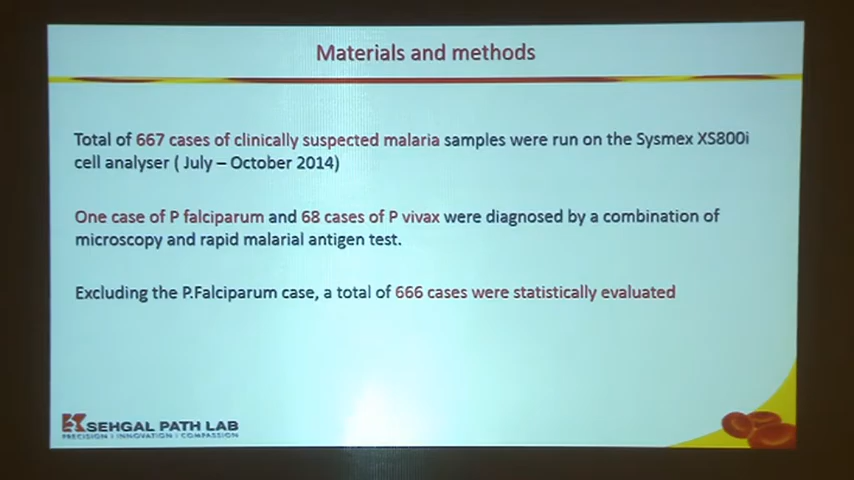 Materials and methods
Total of 667 cases of clinically suspected malaria samples were run on the Sysmex XS800i
cell analyser ( July – October 2014)
One case of P falciparum and 68 cases of P vivax were diagnosed by a combination of
microscopy and rapid malarial antigen test.
Excluding the P.Falciparum case, a total of 666 cases were statistically evaluated
SEHGAL PATH LAB
PRECISION I INNOVATION I COMPASSION